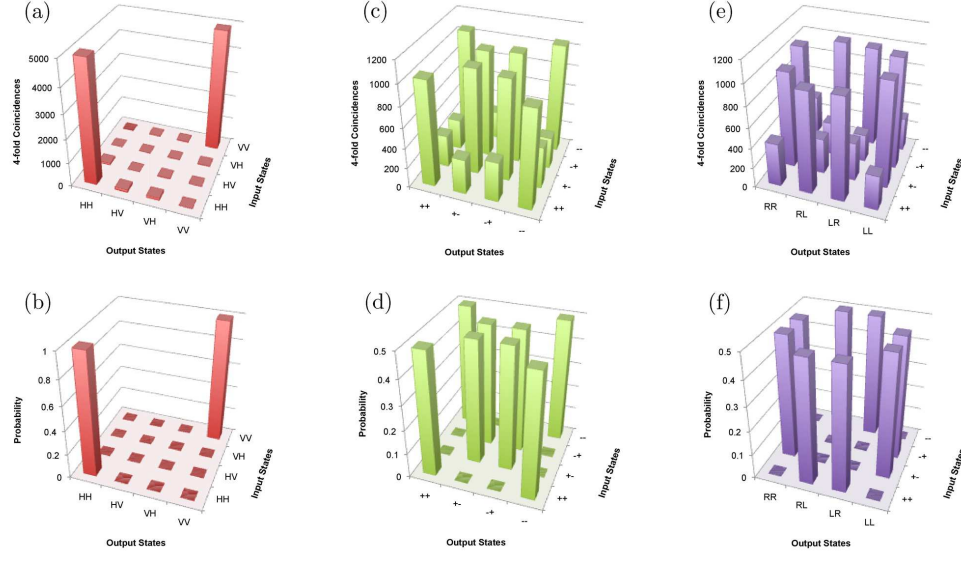 (a)
5000
4000
3000
2000
1000
0
4-fold Coincidences
HH
HV
VH
VV
Output States
HH
HV
VH
VV
Input States
(c)
1200
1000
800
600
400
200
0
4-fold Coincidences
++
+-
-+
--
Output States
++
+-
-+
--
Input States
(e)
1200
1000
800
600
400
200
0
4-fold Coincidences
RR
RL
LR
LL
Output States
++
+-
-+
--
Input States
(b)
1
0.8
0.6
0.4
0.2
0
Probability
HH
HV
VH
VV
Output States
HH
HV
VH
VV
Input States
(d)
0.5
0.4
0.3
0.2
0.1
0
Probability
++
+-
-+
--
Output States
++
+-
-+
--
Input States
(f)
0.5
0.4
0.3
0.2
0.1
0
Probability
RR
RL
LR
LL
Output States
++
+-
-+
--
Input States